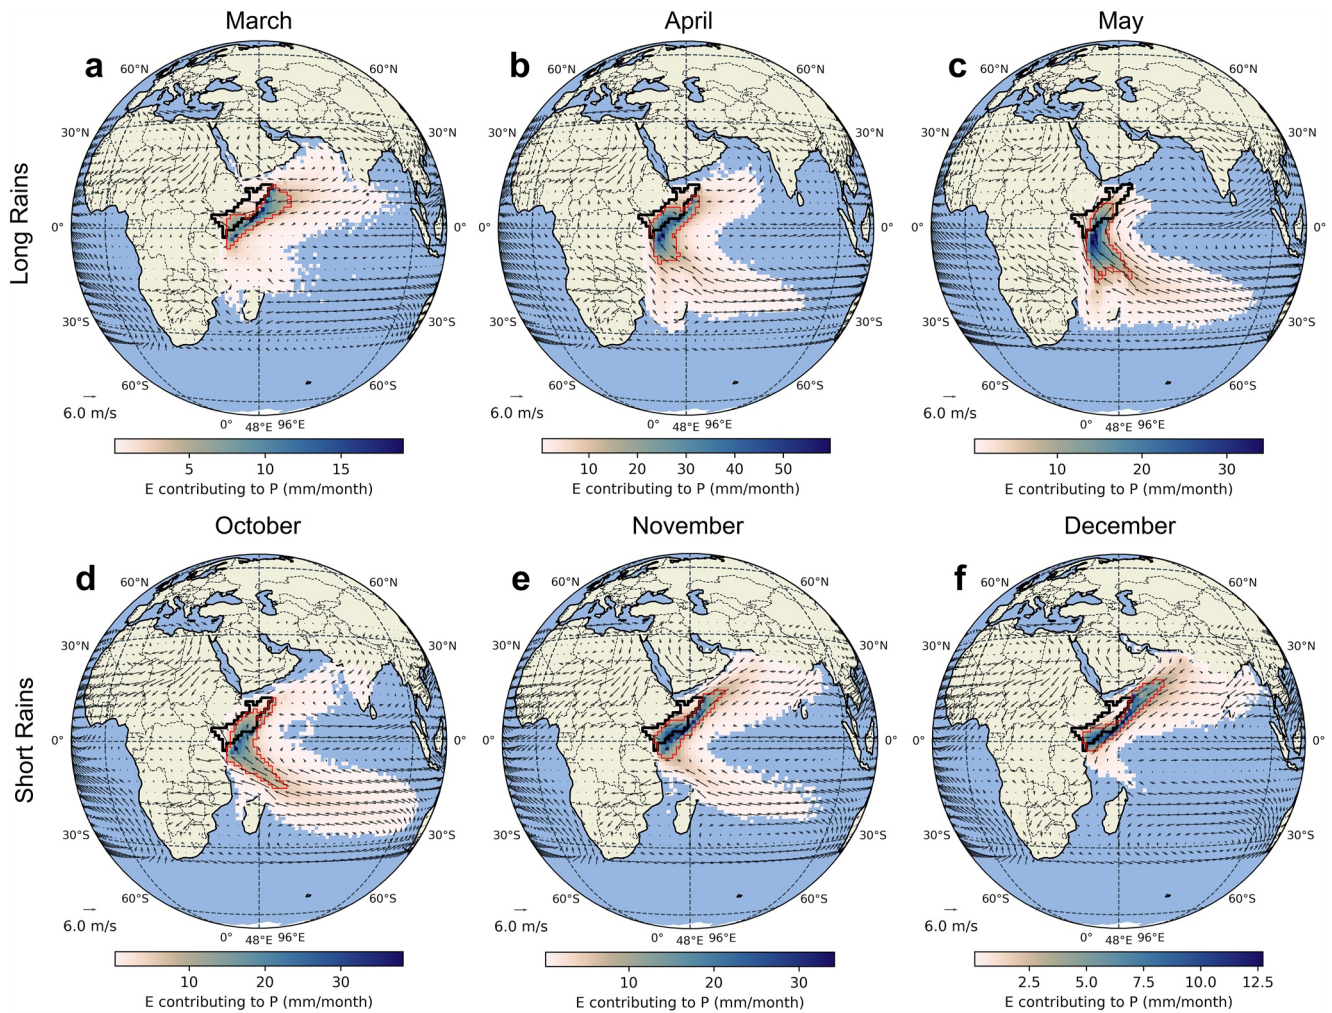 March
April
May
Long Rains
a
60°N
60°N
30°N
30°N
0°
0°
30°S
30°S
60°S
60°S
6.0 m/s
0°
48°E
96°E
5
10
15
E contributing to P (mm/month)
b
60°N
60°N
30°N
30°N
0°
0°
30°S
30°S
60°S
60°S
6.0 m/s
0°
48°E
96°E
10
20
30
40
50
E contributing to P (mm/month)
c
60°N
60°N
30°N
30°N
0°
0°
30°S
30°S
60°S
60°S
6.0 m/s
0°
48°E
96°E
10
20
30
E contributing to P (mm/month)
October
November
December
Short Rains
d
60°N
60°N
30°N
30°N
0°
0°
30°S
30°S
60°S
60°S
6.0 m/s
0°
48°E
96°E
10
20
30
E contributing to P (mm/month)
e
60°N
60°N
30°N
30°N
0°
0°
30°S
30°S
60°S
60°S
6.0 m/s
0°
48°E
96°E
10
20
30
E contributing to P (mm/month)
f
60°N
60°N
30°N
30°N
0°
0°
30°S
30°S
60°S
60°S
6.0 m/s
0°
48°E
96°E
2.5
5.0
7.5
10.0
12.5
E contributing to P (mm/month)